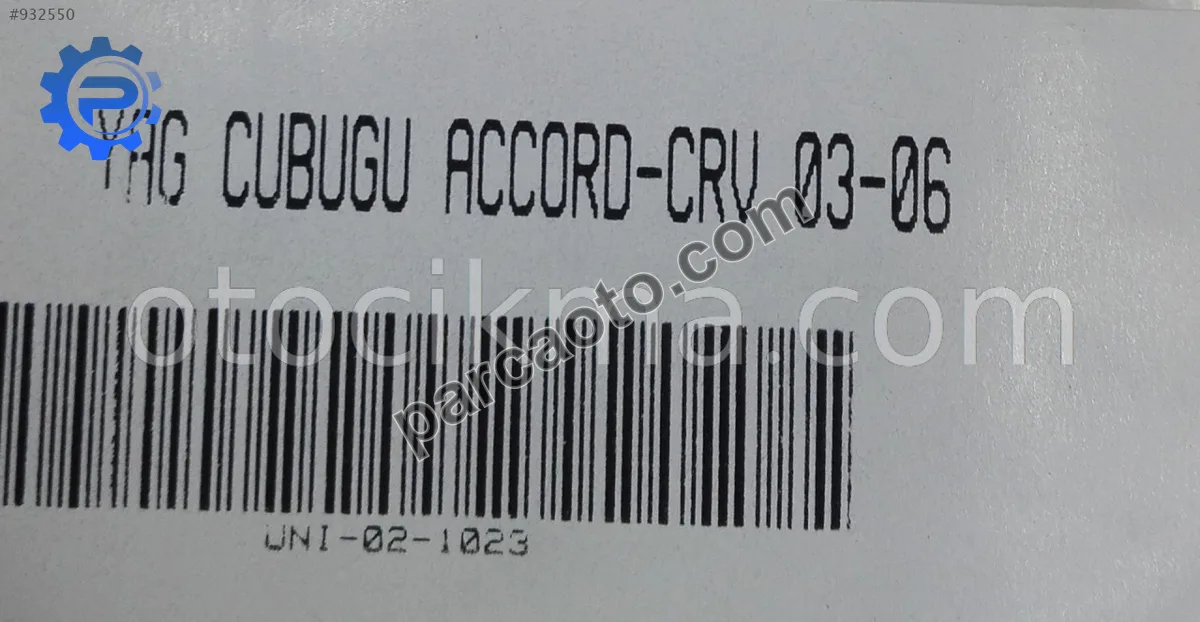 #932550
YAG CUBUGU ACCORD-CRV 03-06
otocikma.com
parcaoto.com
UNI-02-1023